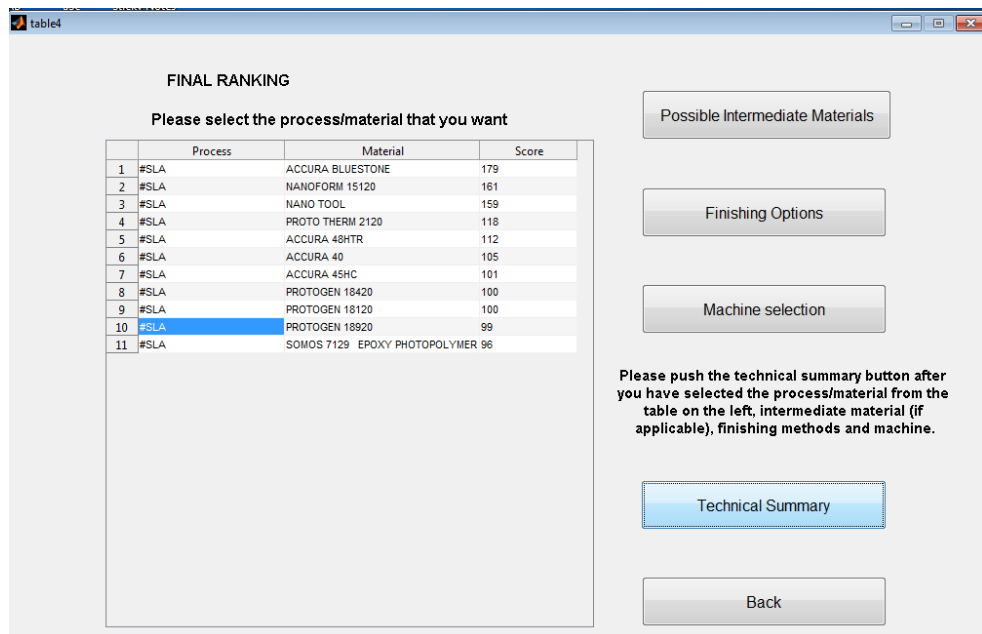 table4
FINAL RANKING
Please select the process/material that you want
Process Material Score
1 #SLA ACCURA BLUESTONE 179
2 #SLA NANOFORM 15120 161
3 #SLA NANO TOOL 159
4 #SLA PROTO THERM 2120 118
5 #SLA ACCURA 48HTR 112
6 #SLA ACCURA 40 105
7 #SLA ACCURA 45HC 101
8 #SLA PROTOGEN 18420 100
9 #SLA PROTOGEN 18120 100
10 #SLA PROTOGEN 18920 99
11 #SLA SOMOS 7129 EPOXY PHOTOPOLYMER 96
Possible Intermediate Materials
Finishing Options
Machine selection
Please push the technical summary button after
you have selected the process/material from the
table on the left, intermediate material (if
applicable), finishing methods and machine.
Technical Summary
Back